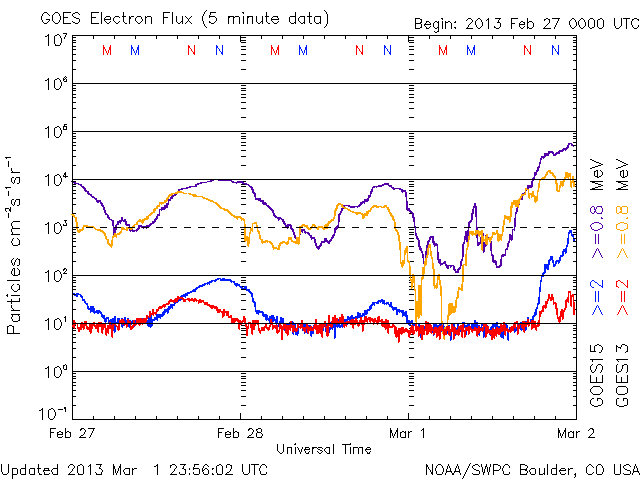 GOES Electron Flux (5 minute data)
Begin: 2013 Feb 27 0000 UTC
M M N N M M N N M M N N
10⁷
10⁶
10⁵
10⁴
10³
10²
10¹
10⁰
10⁻¹
Particles cm⁻²s⁻¹sr⁻¹
Feb 27
Feb 28
Mar 1
Mar 2
Universal Time
GOES15 >=2 >=0.8 MeV
GOES13 >=2 >=0.8 MeV
Updated 2013 Mar 1 23:56:02 UTC
NOAA/SWPC Boulder, CO USA